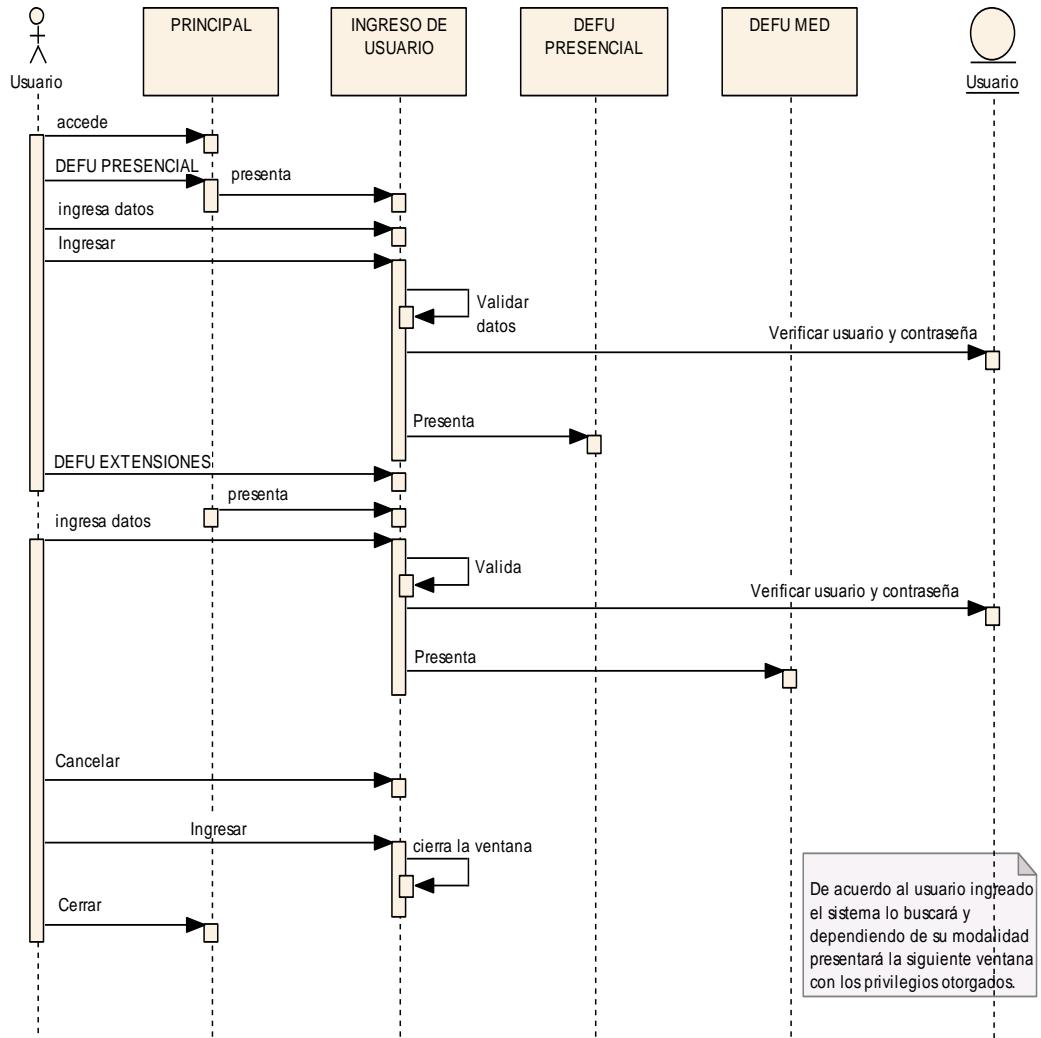 PRINCIPAL
INGRESO DE
USUARIO
DEFU
PRESENCIAL
DEFU MED
Usuario
Usuario
accede
DEFU PRESENCIAL
presenta
ingresa datos
Ingresar
Validar
datos
Verificar usuario y contraseña
Presenta
DEFU EXTENSIONES
presenta
ingresa datos
Valida
Verificar usuario y contraseña
Presenta
Cancelar
Ingresar
cierra la ventana
Cerrar
De acuerdo al usuario ingreado
el sistema lo buscará y
dependiendo de su modalidad
presentará la siguiente ventana
con los privilegios otorgados.